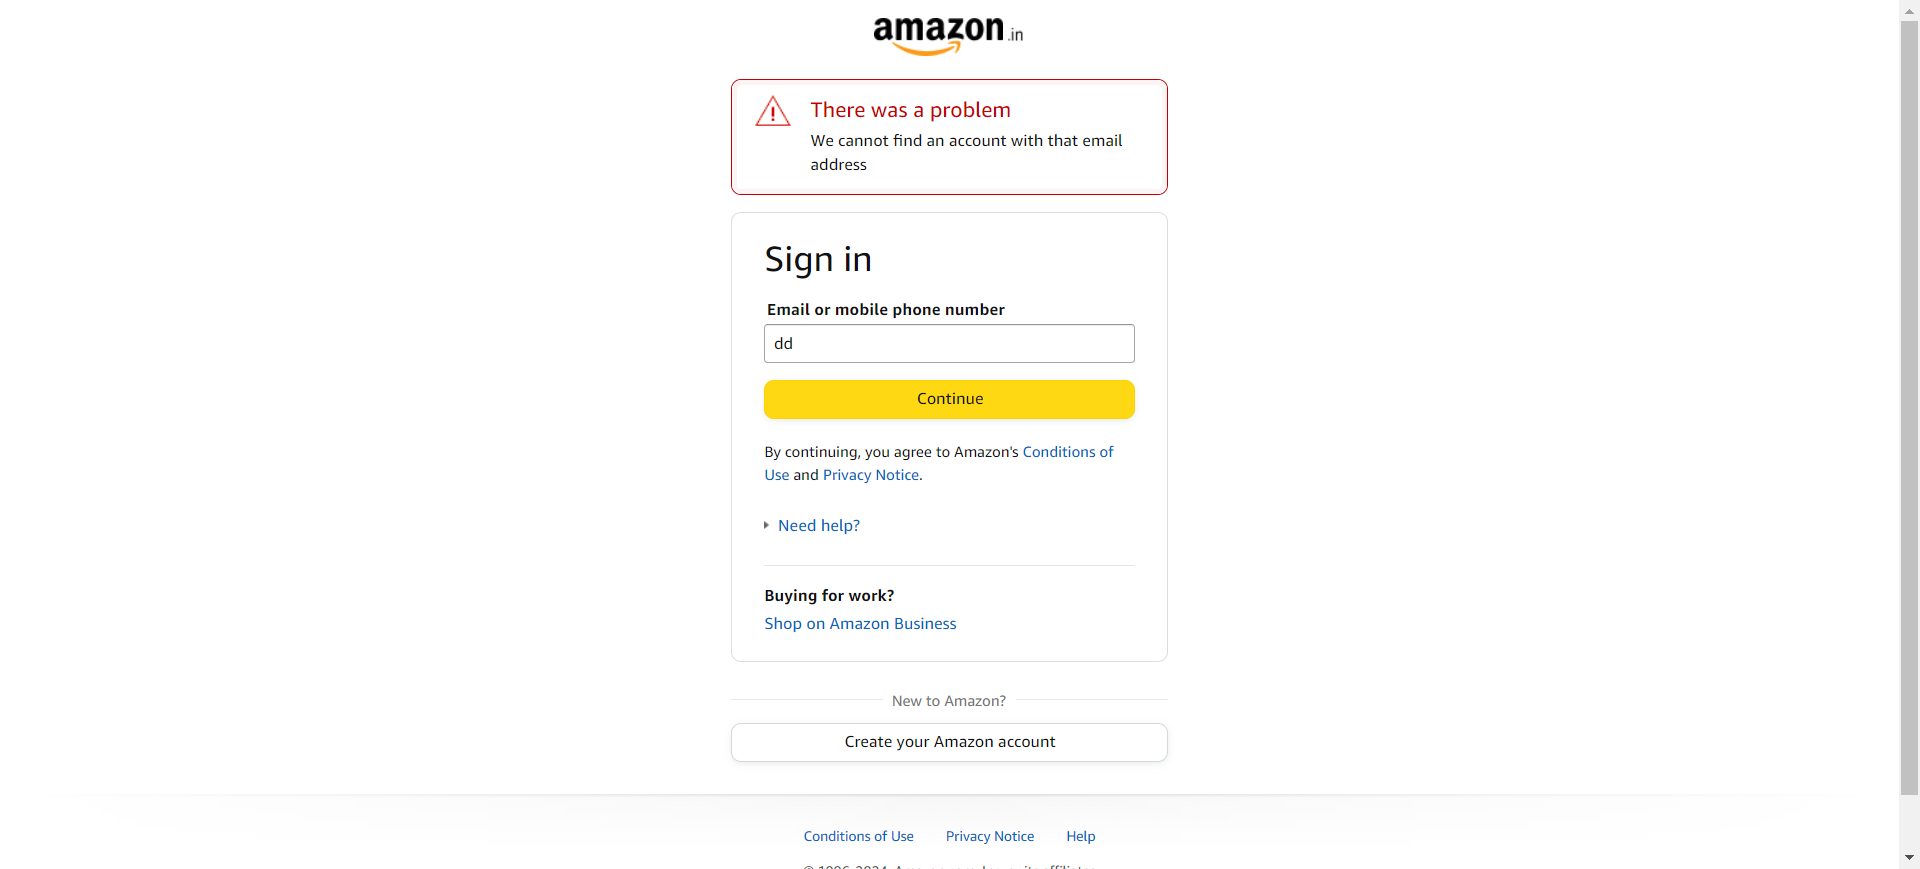 amazon.in
There was a problem
We cannot find an account with that email
address
Sign in
Email or mobile phone number
dd
Continue
By continuing, you agree to Amazon's Conditions of
Use and Privacy Notice.
Need help?
Buying for work?
Shop on Amazon Business
New to Amazon?
Create your Amazon account
Conditions of Use Privacy Notice Help